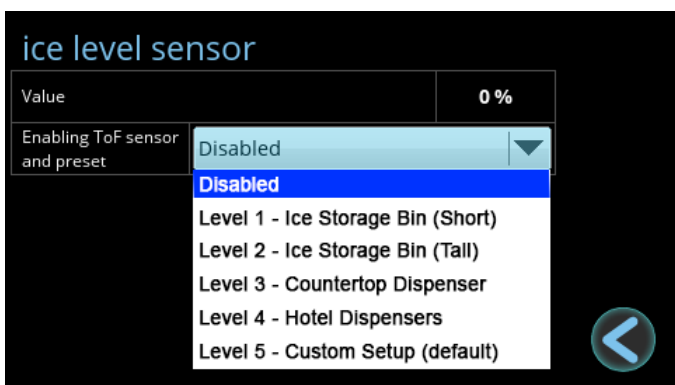 ice level sensor
Value 0 %
Enabling ToF sensor
and preset
Disabled
Disabled
Level 1 - Ice Storage Bin (Short)
Level 2 - Ice Storage Bin (Tall)
Level 3 - Countertop Dispenser
Level 4 - Hotel Dispensers
Level 5 - Custom Setup (default)